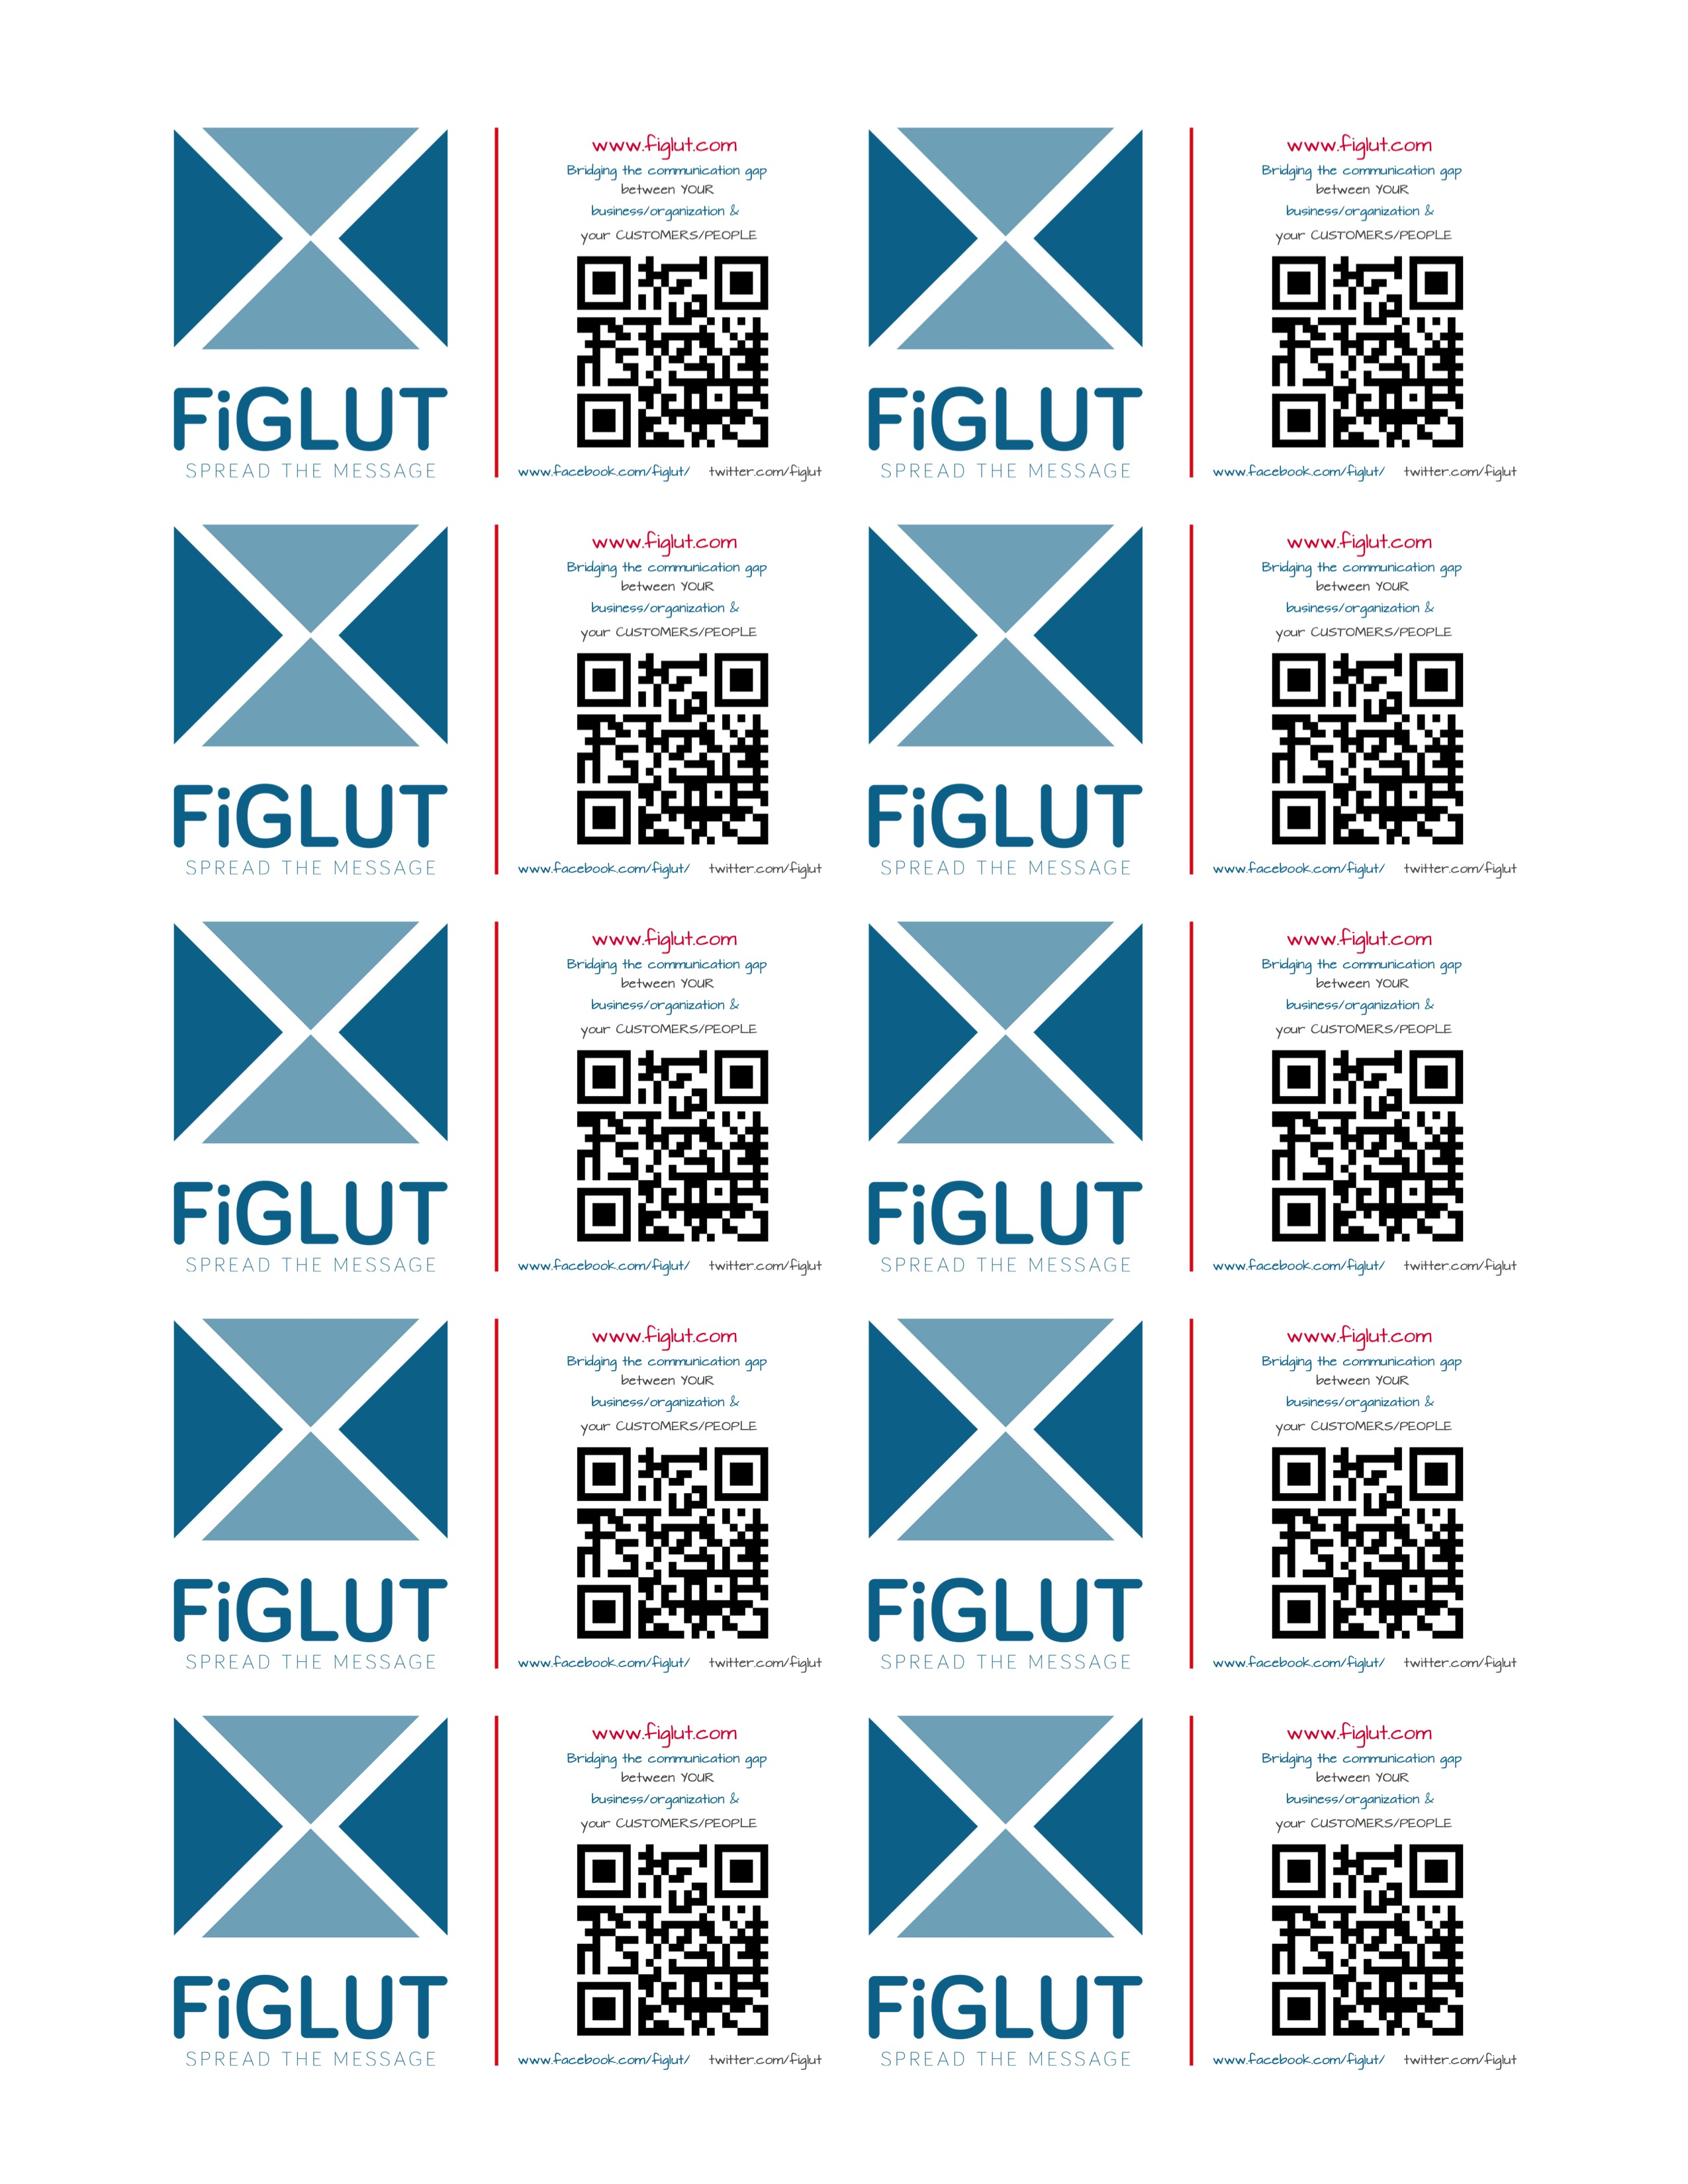 FiGLUT
SPREAD THE MESSAGE
www.figlut.com
Bridging the communication gap
between YOUR
business/organization &
your CUSTOMERS/PEOPLE
www.facebook.com/figlut/ twitter.com/figlut
FiGLUT
SPREAD THE MESSAGE
www.figlut.com
Bridging the communication gap
between YOUR
business/organization &
your CUSTOMERS/PEOPLE
www.facebook.com/figlut/ twitter.com/figlut
FiGLUT
SPREAD THE MESSAGE
www.figlut.com
Bridging the communication gap
between YOUR
business/organization &
your CUSTOMERS/PEOPLE
www.facebook.com/figlut/ twitter.com/figlut
FiGLUT
SPREAD THE MESSAGE
www.figlut.com
Bridging the communication gap
between YOUR
business/organization &
your CUSTOMERS/PEOPLE
www.facebook.com/figlut/ twitter.com/figlut
FiGLUT
SPREAD THE MESSAGE
www.figlut.com
Bridging the communication gap
between YOUR
business/organization &
your CUSTOMERS/PEOPLE
www.facebook.com/figlut/ twitter.com/figlut
FiGLUT
SPREAD THE MESSAGE
www.figlut.com
Bridging the communication gap
between YOUR
business/organization &
your CUSTOMERS/PEOPLE
www.facebook.com/figlut/ twitter.com/figlut
FiGLUT
SPREAD THE MESSAGE
www.figlut.com
Bridging the communication gap
between YOUR
business/organization &
your CUSTOMERS/PEOPLE
www.facebook.com/figlut/ twitter.com/figlut
FiGLUT
SPREAD THE MESSAGE
www.figlut.com
Bridging the communication gap
between YOUR
business/organization &
your CUSTOMERS/PEOPLE
www.facebook.com/figlut/ twitter.com/figlut
FiGLUT
SPREAD THE MESSAGE
www.figlut.com
Bridging the communication gap
between YOUR
business/organization &
your CUSTOMERS/PEOPLE
www.facebook.com/figlut/ twitter.com/figlut
FiGLUT
SPREAD THE MESSAGE
www.figlut.com
Bridging the communication gap
between YOUR
business/organization &
your CUSTOMERS/PEOPLE
www.facebook.com/figlut/ twitter.com/figlut